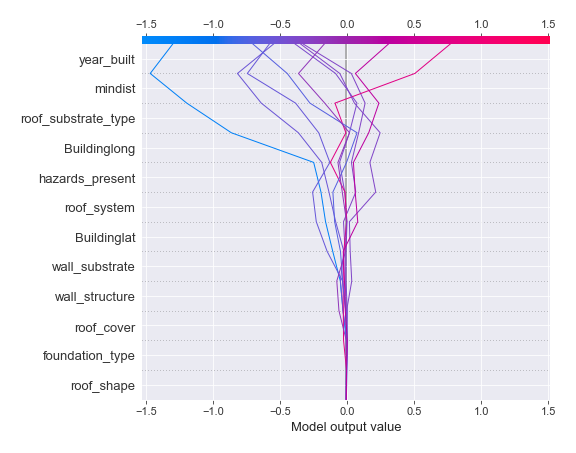 −1.5 −1.0 −0.5 0.0 0.5 1.0 1.5
year_built
mindist
roof_substrate_type
Buildinglong
hazards_present
roof_system
Buildinglat
wall_substrate
wall_structure
roof_cover
foundation_type
roof_shape
−1.5 −1.0 −0.5 0.0 0.5 1.0 1.5
Model output value